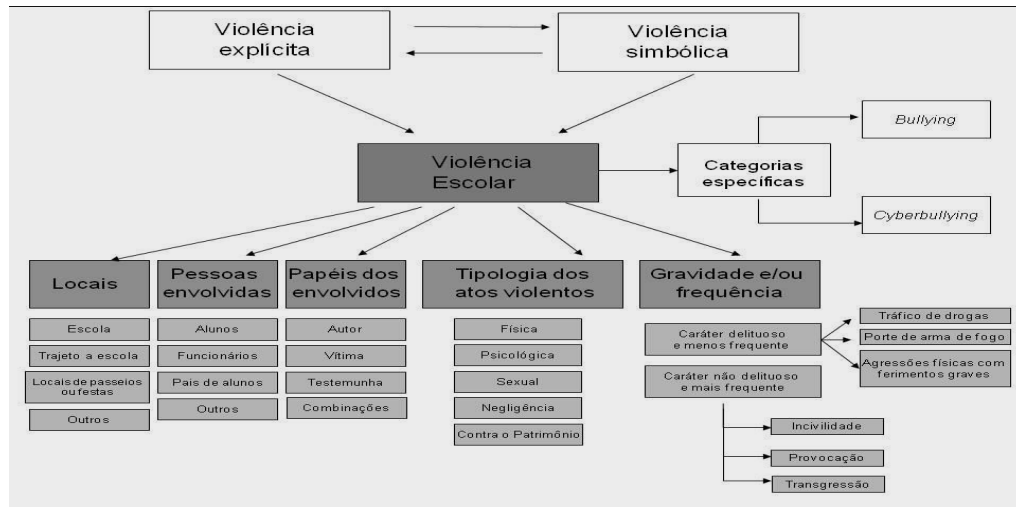 Violência
explícita
Violência
simbólica
Violência
Escolar
Categorias
específicas
Bullying
Cyberbullying
Locais
Escola
Trajeto a escola
Locais de passeios
ou festas
Outros
Pessoas
envolvidas
Alunos
Funcionários
Pais de alunos
Outros
Papéis dos
envolvidos
Autor
Vítima
Testemunha
Combinações
Tipologia dos
atos violentos
Física
Psicológica
Sexual
Negligência
Contra o Patrimônio
Gravidade e/ou
frequência
Caráter delituoso
e menos frequente
Tráfico de drogas
Porte de arma de fogo
Agressões físicas com
ferimentos graves
Caráter não delituoso
e mais frequente
Incivilidade
Provocação
Transgressão